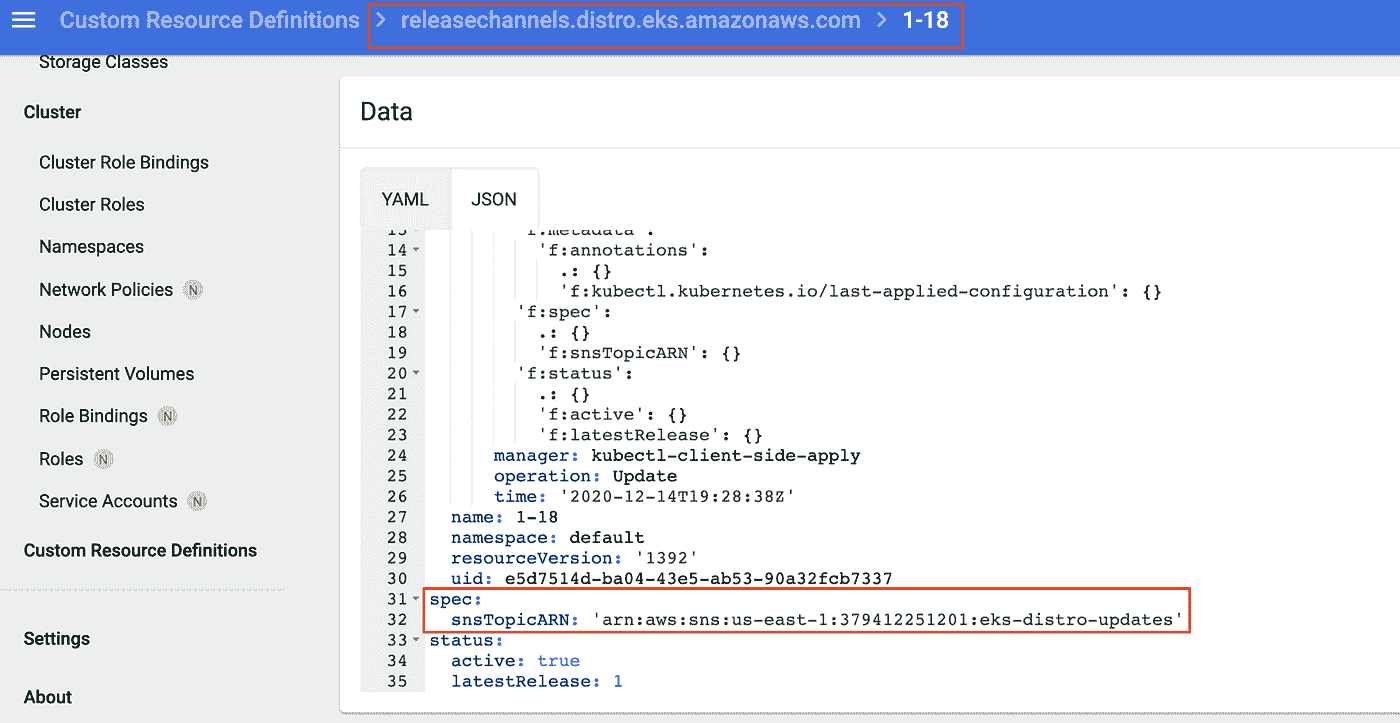 Custom Resource Definitions > releasechannels.distro.eks.amazonaws.com > 1-18
Storage Classes
Cluster
Cluster Role Bindings
Cluster Roles
Namespaces
Network Policies N
Nodes
Persistent Volumes
Role Bindings N
Roles N
Service Accounts N
Custom Resource Definitions
Settings
About
Data
YAML JSON
13 'f:metadata':
14 'f:annotations':
15 .: {}
16 'f:kubectl.kubernetes.io/last-applied-configuration': {}
17 'f:spec':
18 .: {}
19 'f:snsTopicARN': {}
20 'f:status':
21 .: {}
22 'f:active': {}
23 'f:latestRelease': {}
24 manager: kubectl-client-side-apply
25 operation: Update
26 time: '2020-12-14T19:28:38Z'
27 name: 1-18
28 namespace: default
29 resourceVersion: '1392'
30 uid: e5d7514d-ba04-43e5-ab53-90a32fcb7337
31 spec:
32 snsTopicARN: 'arn:aws:sns:us-east-1:379412251201:eks-distro-updates'
33 status:
34 active: true
35 latestRelease: 1